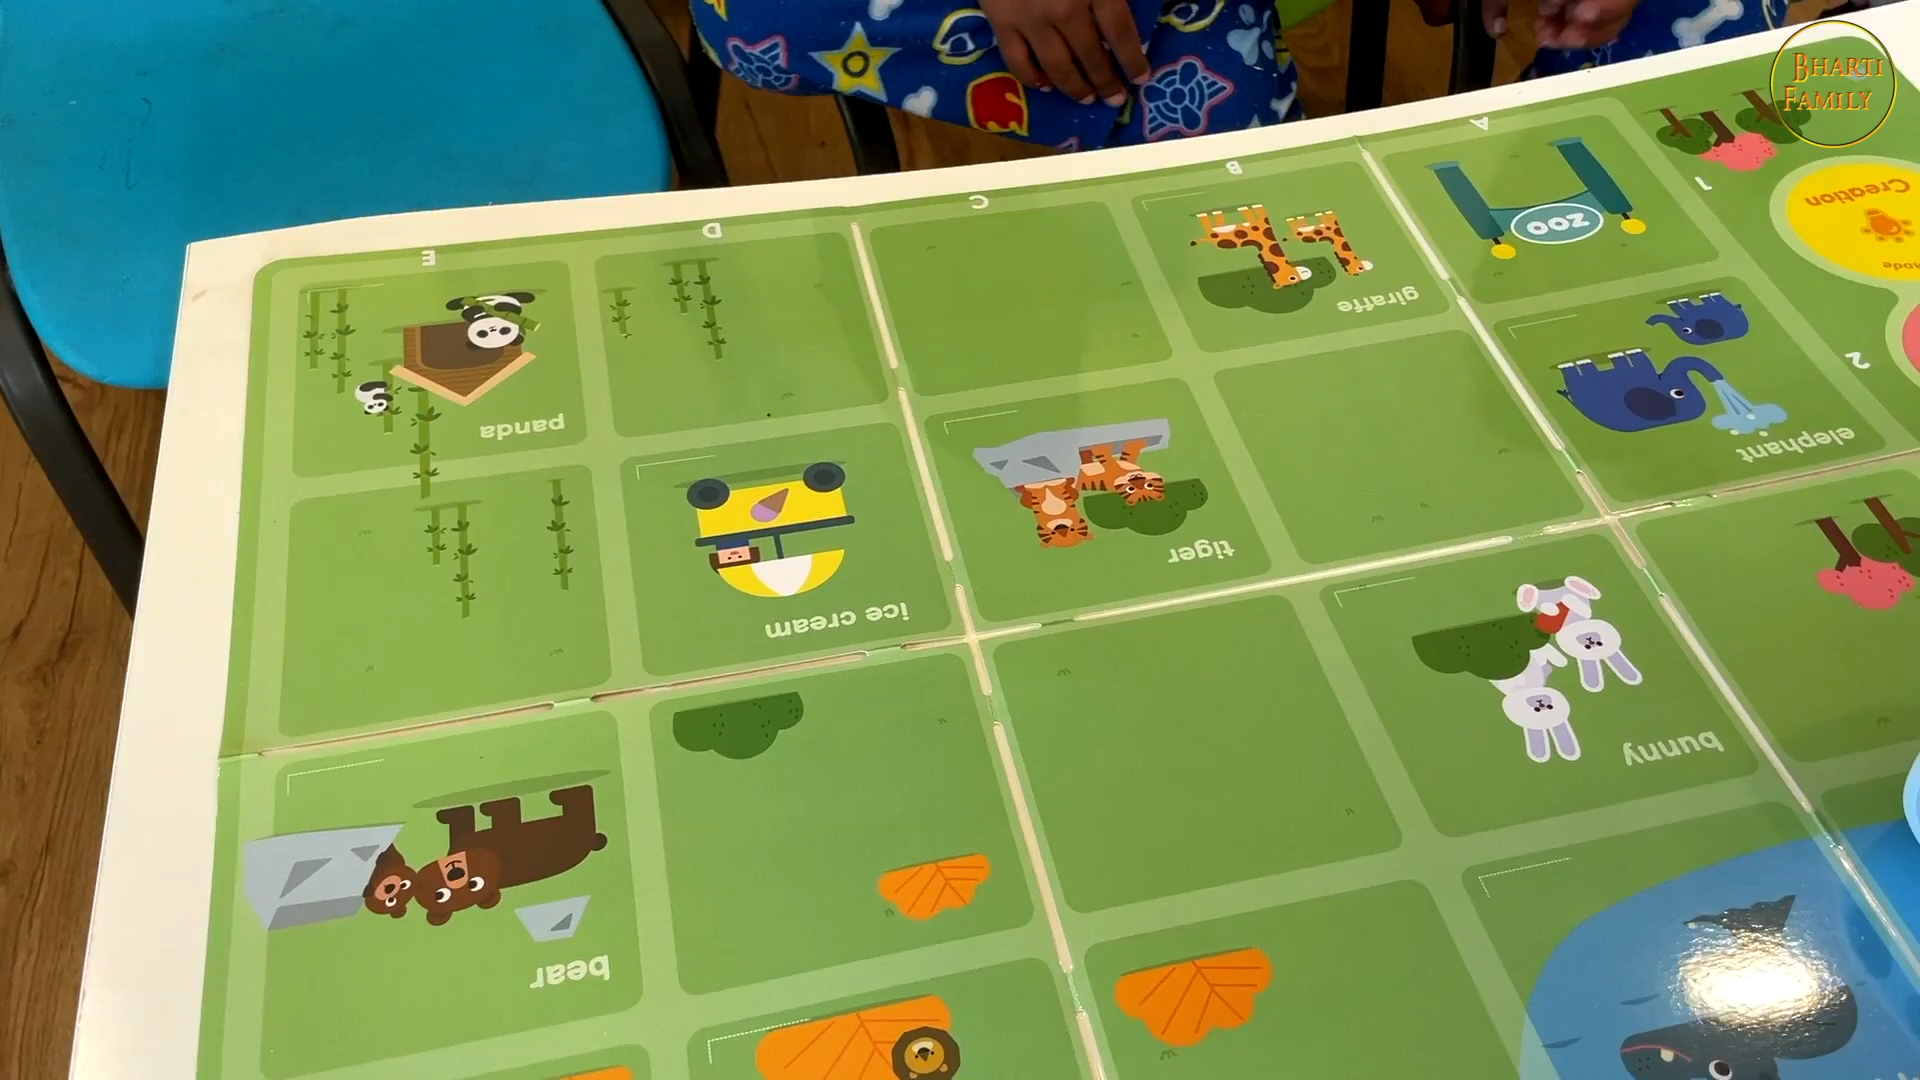 BHARTI
FAMILY
A
B
C
D
E
1
2
ZOO
Creation
giraffe
elephant
panda
tiger
ice cream
bunny
bear